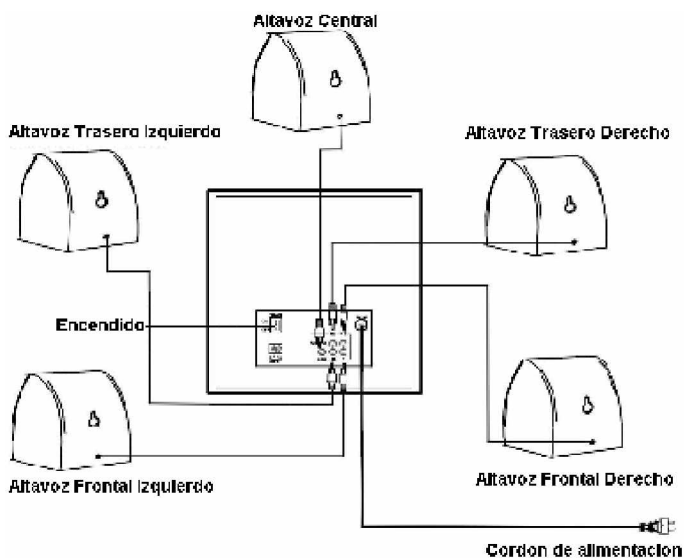 Altavoz Central
Altavoz Trasero Izquierdo
Altavoz Trasero Derecho
Encendido
Altavoz Frontal Izquierdo
Altavoz Frontal Derecho
Cordon de alimentacion